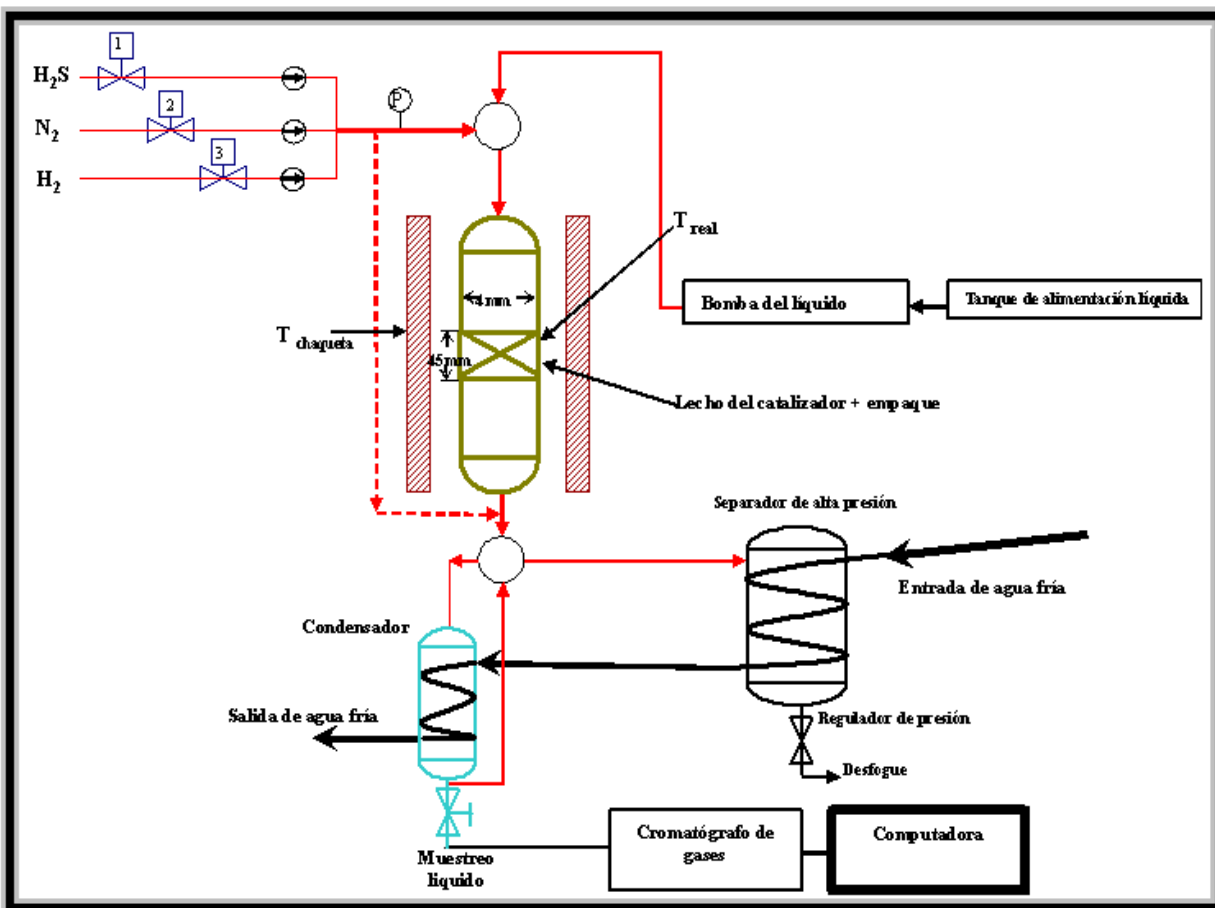 1
H₂S
2
N₂
P
3
H₂
T real
4mm
Bomba del líquido
Tanque de alimentación líquida
T chaqueta
45mm
Lecho del catalizador + empaque
Separador de alta presión
Entrada de agua fría
Condensador
Salida de agua fría
Regulador de presión
Desfogue
Cromatógrafo de
gases
Computadora
Muestreo
líquido